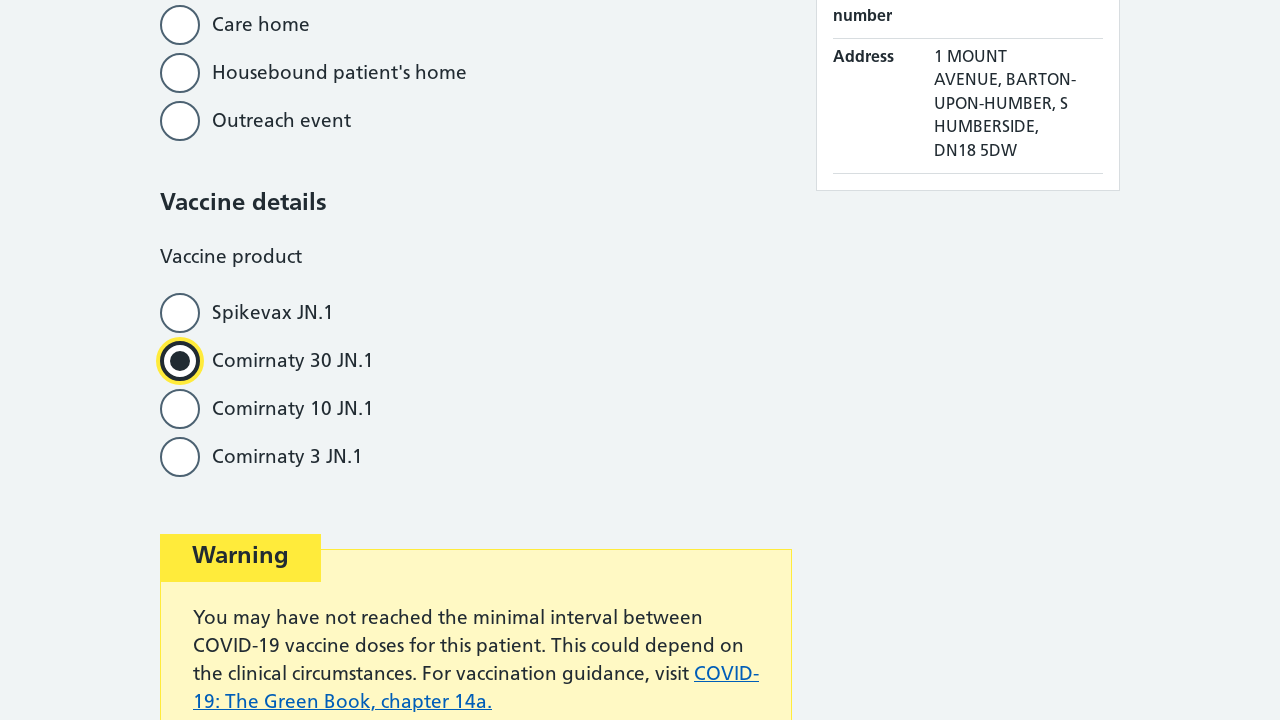 Care home
Housebound patient's home
Outreach event
Vaccine details
Vaccine product
Spikevax JN.1
Comirnaty 30 JN.1
Comirnaty 10 JN.1
Comirnaty 3 JN.1
Warning
You may have not reached the minimal interval between
COVID-19 vaccine doses for this patient. This could depend on
the clinical circumstances. For vaccination guidance, visit COVID-
19: The Green Book, chapter 14a.
number
Address
1 MOUNT
AVENUE, BARTON-
UPON-HUMBER, S
HUMBERSIDE,
DN18 5DW